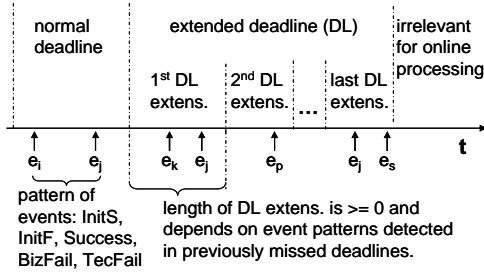 normal deadline
extended deadline (DL)
irrelevant for online processing
1st DL extens.
2nd DL extens.
...
last DL extens.
ei
ej
ek
ej
ep
ej
es
t
pattern of events: InitS, InitF, Success, BizFail, TecFail
length of DL extens. is >= 0 and
depends on event patterns detected
in previously missed deadlines.